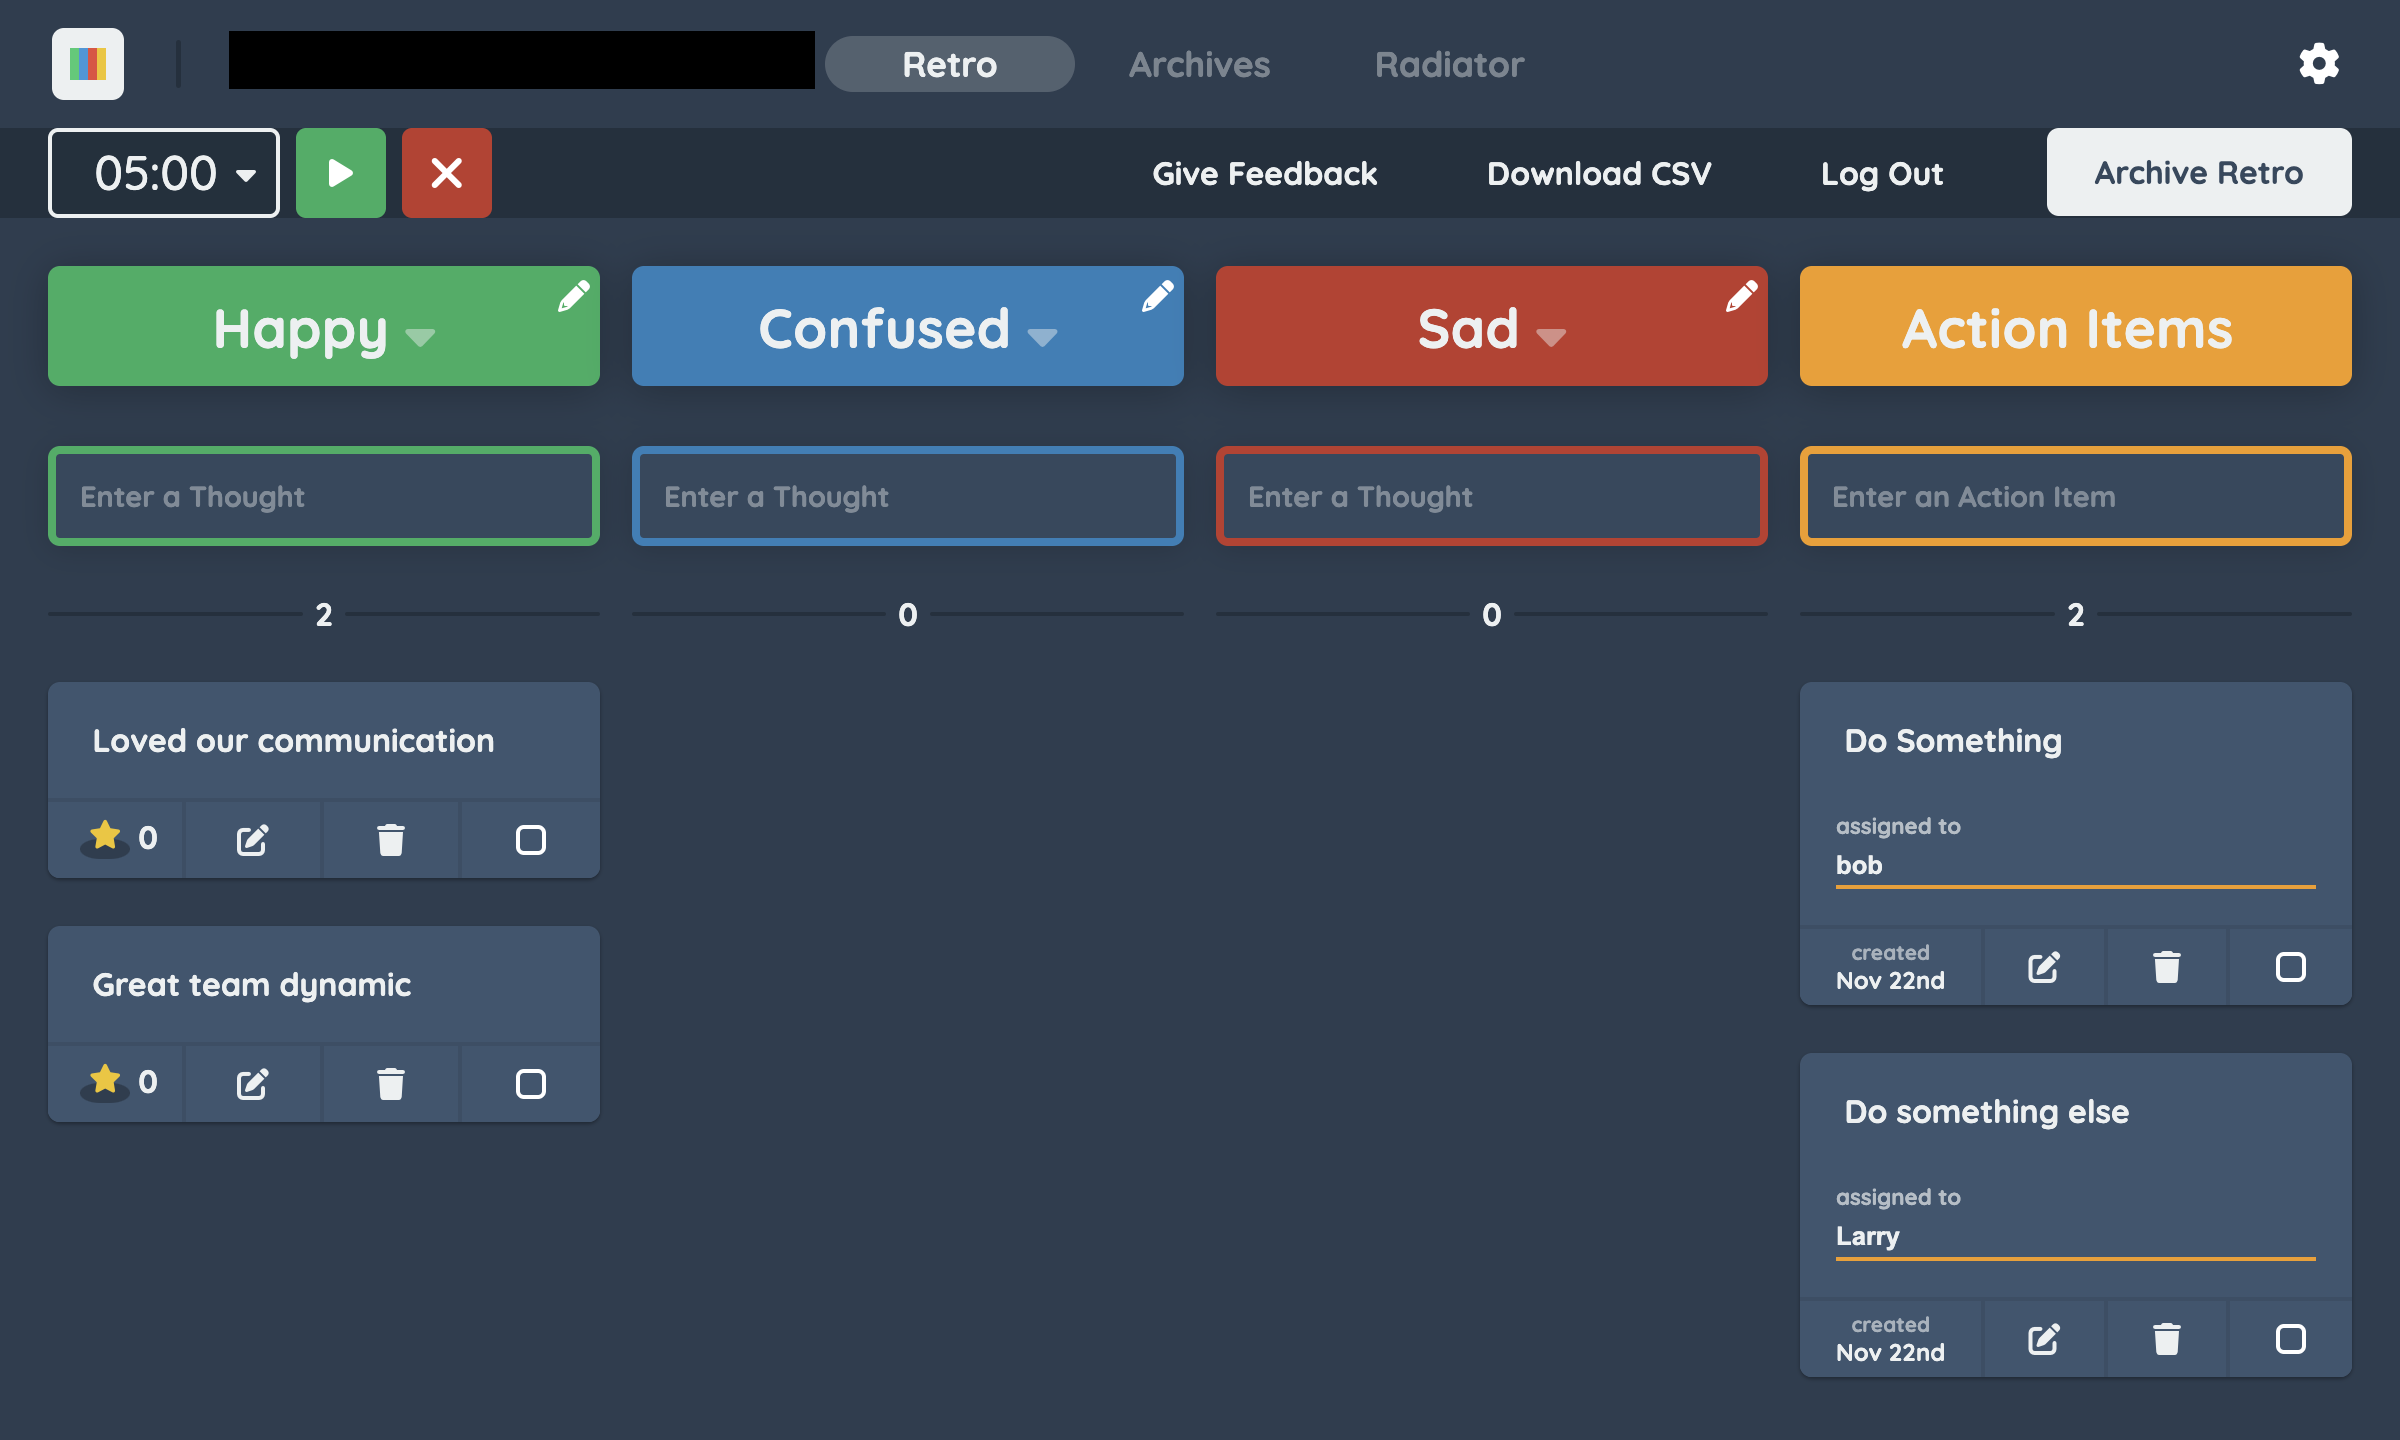 Retro
Archives
Radiator
05:00
Give Feedback
Download CSV
Log Out
Archive Retro
Happy
Confused
Sad
Action Items
Enter a Thought
Enter a Thought
Enter a Thought
Enter an Action Item
2
0
0
2
Loved our communication
0
Great team dynamic
0
Do Something
assigned to
bob
created
Nov 22nd
Do something else
assigned to
Larry
created
Nov 22nd